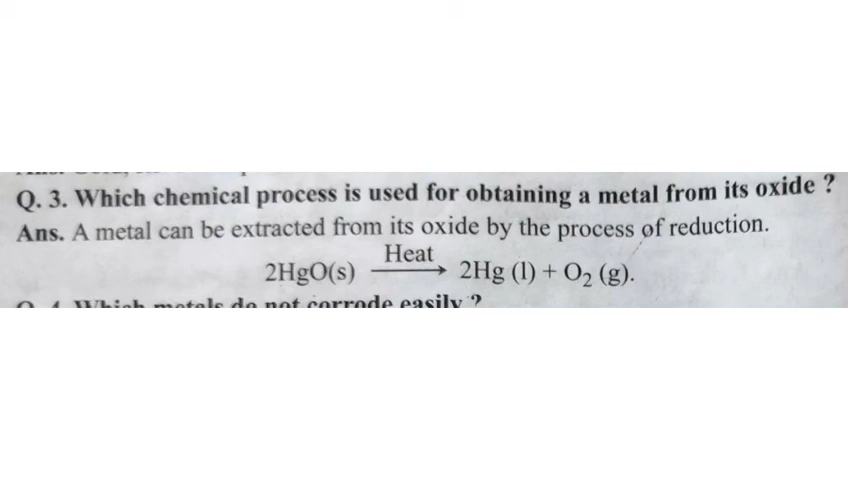 Q. 3. Which chemical process is used for obtaining a metal from its oxide ?
Ans. A metal can be extracted from its oxide by the process of reduction.
Heat
2HgO(s) ⟶ 2Hg (l) + O₂ (g).
Which metals do not corrode easily ?